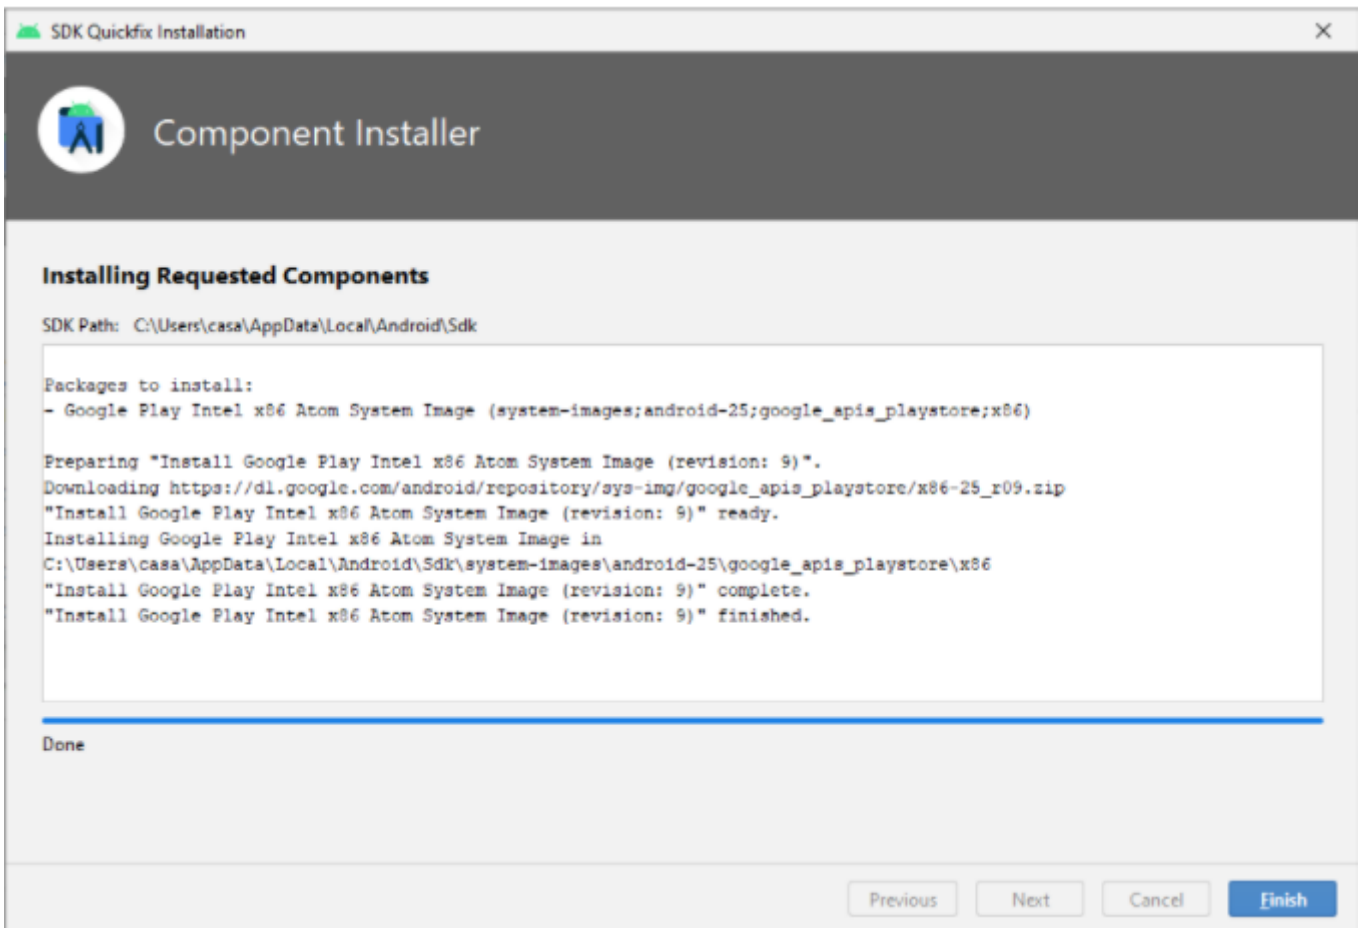 SDK Quickfix Installation
Component Installer
Installing Requested Components
SDK Path: C:\Users\casa\AppData\Local\Android\Sdk
Packages to install:
- Google Play Intel x86 Atom System Image (system-images;android-25;google_apis_playstore;x86)
Preparing "Install Google Play Intel x86 Atom System Image (revision: 9)".
Downloading https://dl.google.com/android/repository/sys-img/google_apis_playstore/x86-25_r09.zip
"Install Google Play Intel x86 Atom System Image (revision: 9)" ready.
Installing Google Play Intel x86 Atom System Image in
C:\Users\casa\AppData\Local\Android\Sdk\system-images\android-25\google_apis_playstore\x86
"Install Google Play Intel x86 Atom System Image (revision: 9)" complete.
"Install Google Play Intel x86 Atom System Image (revision: 9)" finished.
Done
Previous Next Cancel Finish